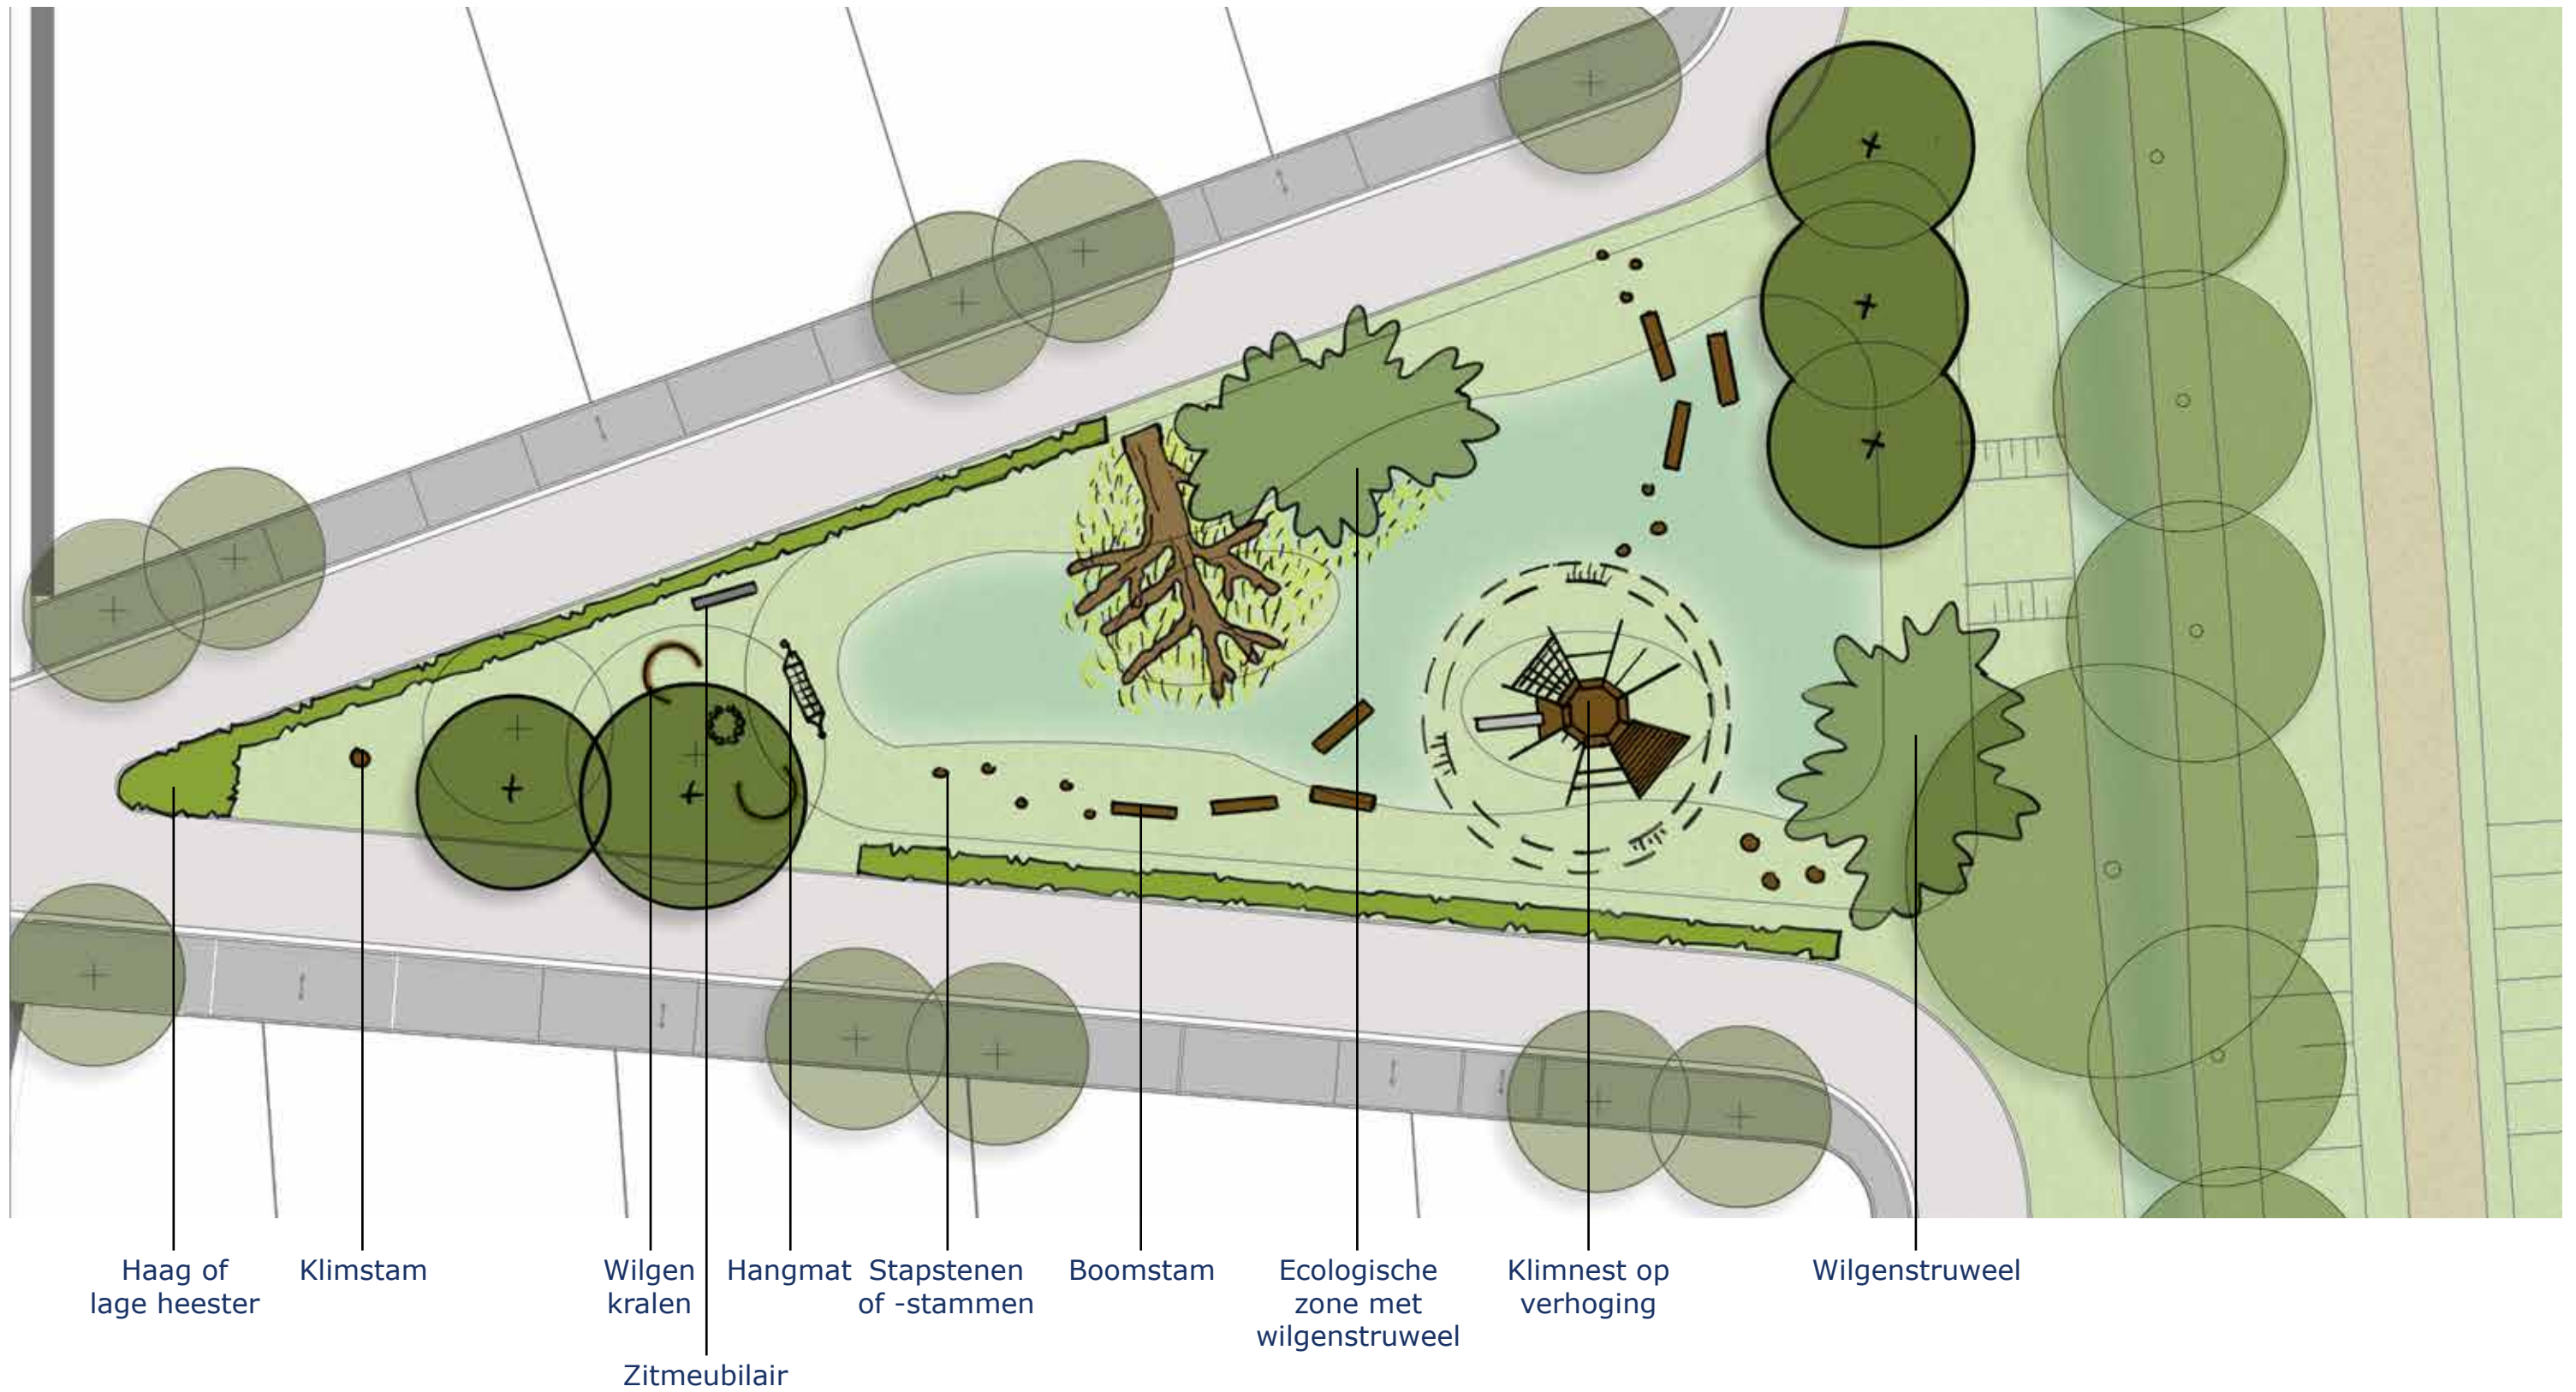 Haag of
lage heester
Klimstam
Wilgen
kralen
Zitmeubilair
Hangmat
Stapstenen
of -stammen
Boomstam
Ecologische
zone met
wilgenstruweel
Klimnest op
verhoging
Wilgenstruweel